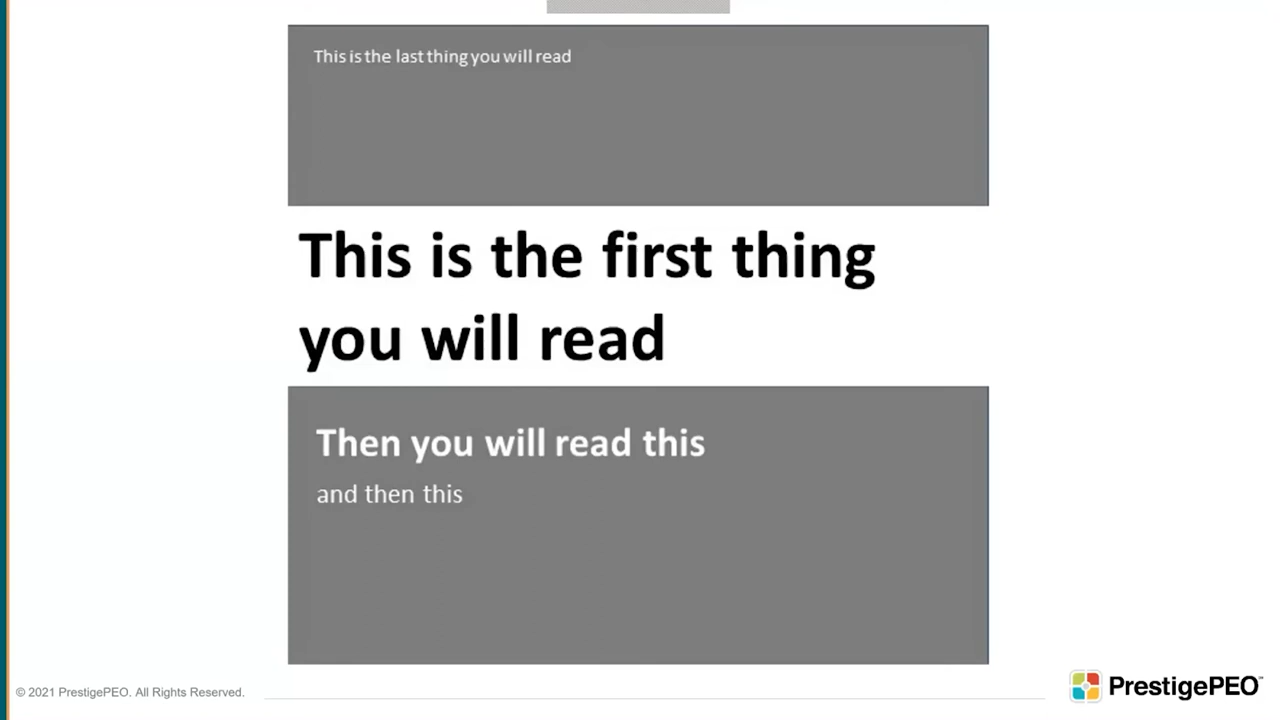 This is the last thing you will read
This is the first thing
you will read
Then you will read this
and then this
© 2021 PrestigePEO. All Rights Reserved.
PrestigePEO™